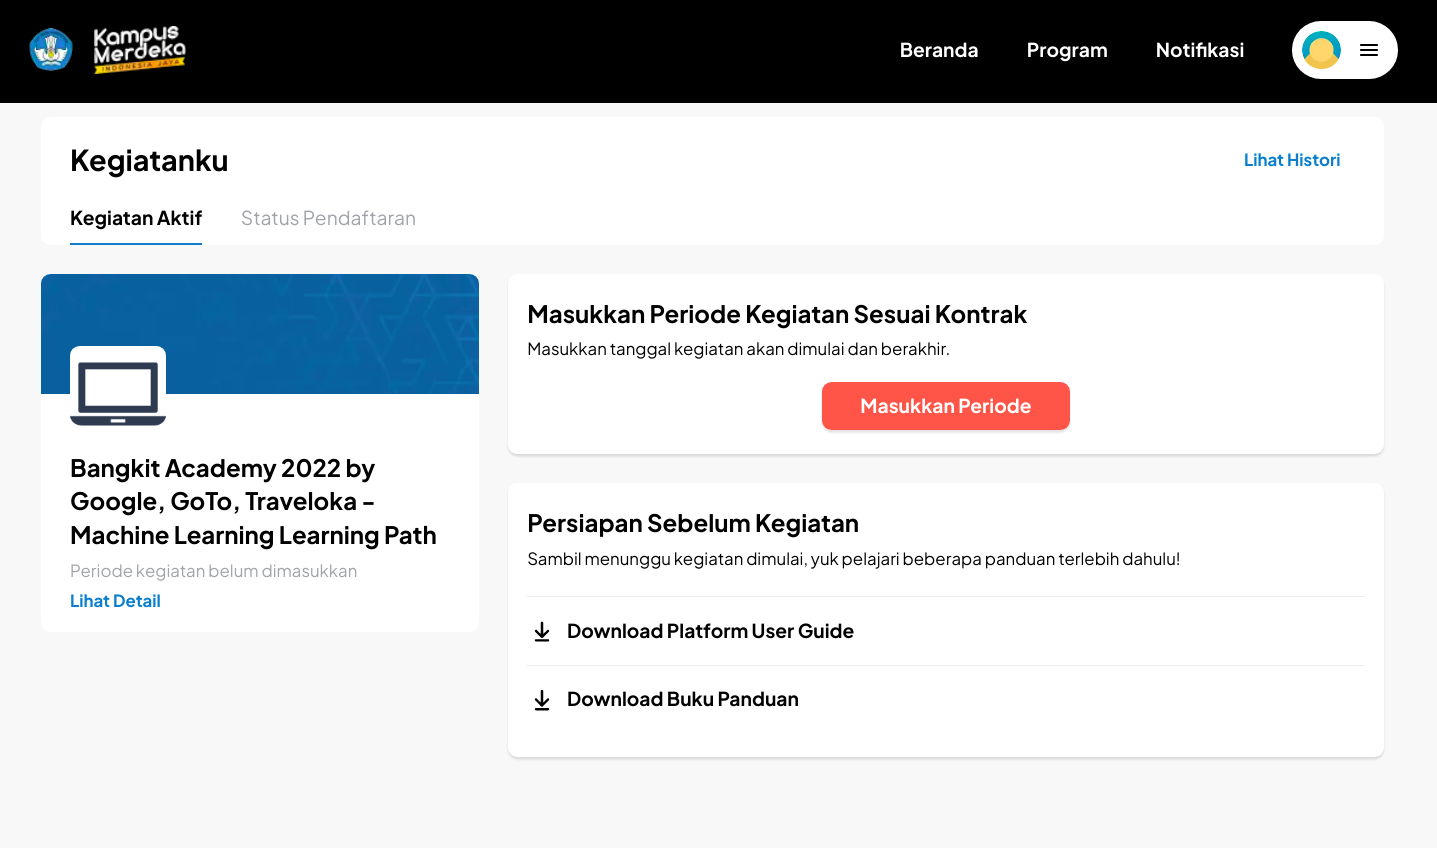 Kampus
Merdeka
INDONESIA JAYA
Beranda
Program
Notifikasi
Kegiatanku
Lihat Histori
Kegiatan Aktif
Status Pendaftaran
Bangkit Academy 2022 by
Google, GoTo, Traveloka -
Machine Learning Learning Path
Periode kegiatan belum dimasukkan
Lihat Detail
Masukkan Periode Kegiatan Sesuai Kontrak
Masukkan tanggal kegiatan akan dimulai dan berakhir.
Masukkan Periode
Persiapan Sebelum Kegiatan
Sambil menunggu kegiatan dimulai, yuk pelajari beberapa panduan terlebih dahulu!
Download Platform User Guide
Download Buku Panduan